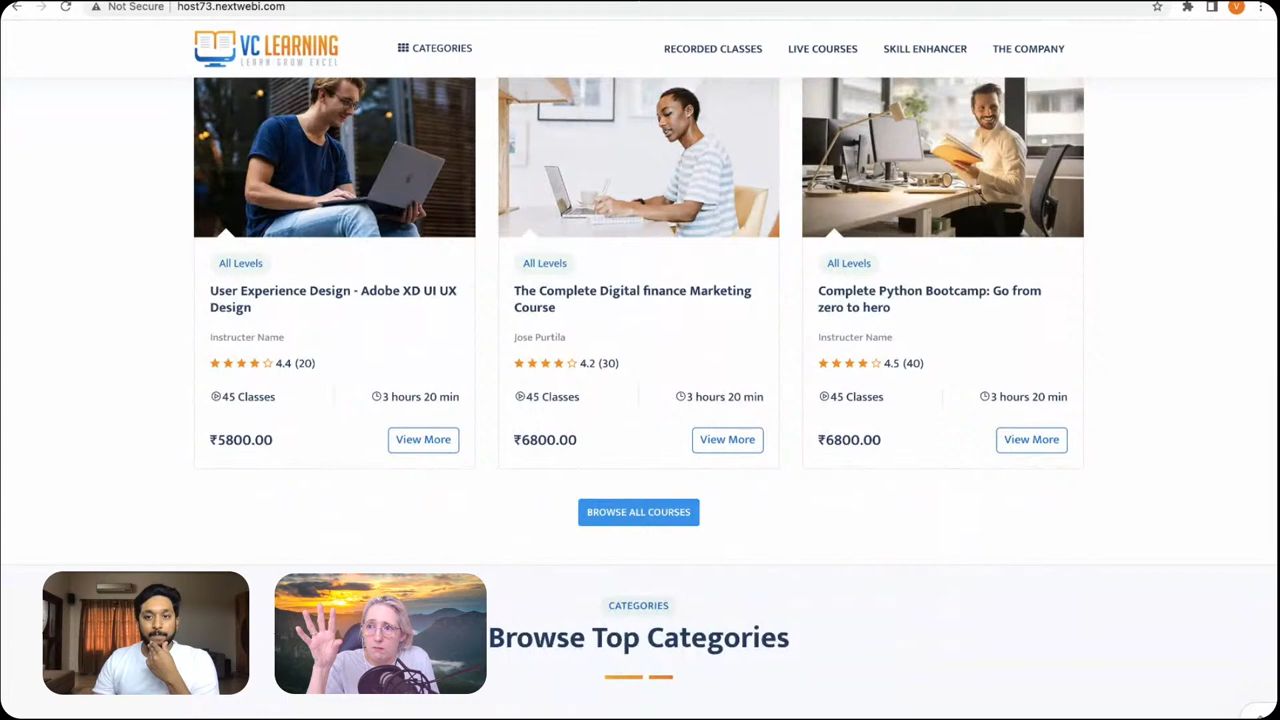 Not Secure
host73.nextwebi.com
V
VC LEARNING
LEARN GROW EXCEL
CATEGORIES
RECORDED CLASSES
LIVE COURSES
SKILL ENHANCER
THE COMPANY
All Levels
User Experience Design - Adobe XD UI UX
Design
Instructer Name
4.4 (20)
45 Classes
3 hours 20 min
₹5800.00
View More
All Levels
The Complete Digital finance Marketing
Course
Jose Purtila
4.2 (30)
45 Classes
3 hours 20 min
₹6800.00
View More
All Levels
Complete Python Bootcamp: Go from
zero to hero
Instructer Name
4.5 (40)
45 Classes
3 hours 20 min
₹6800.00
View More
BROWSE ALL COURSES
CATEGORIES
Browse Top Categories